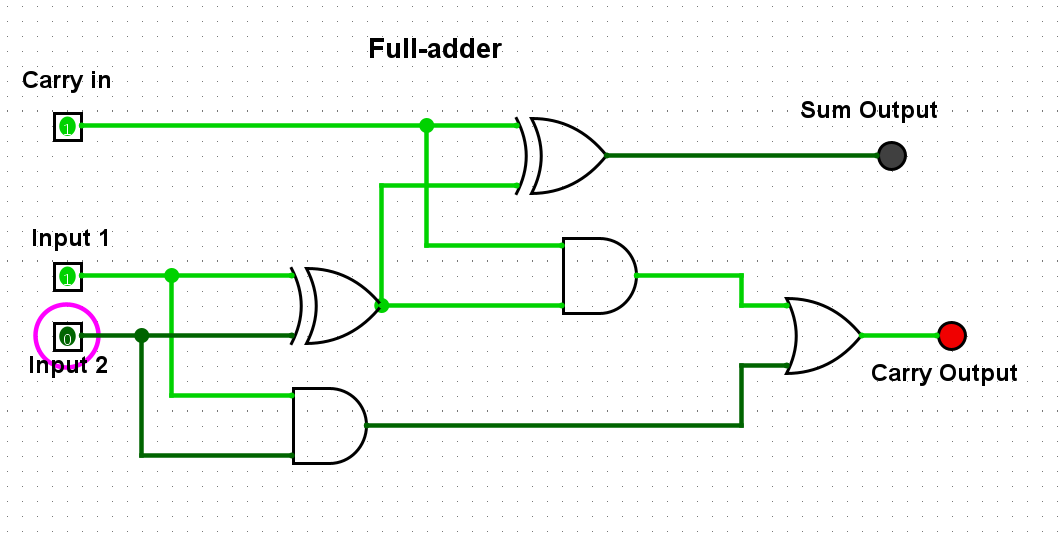 Full-adder
Carry in
1
Sum Output
Input 1
1
0
Input 2
Carry Output